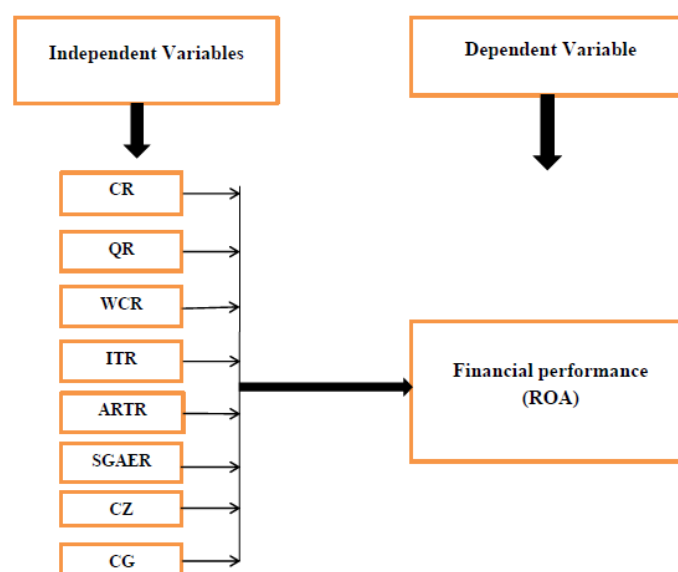 Independent Variables
Dependent Variable
CR
QR
WCR
ITR
ARTR
SGAER
CZ
CG
Financial performance
(ROA)